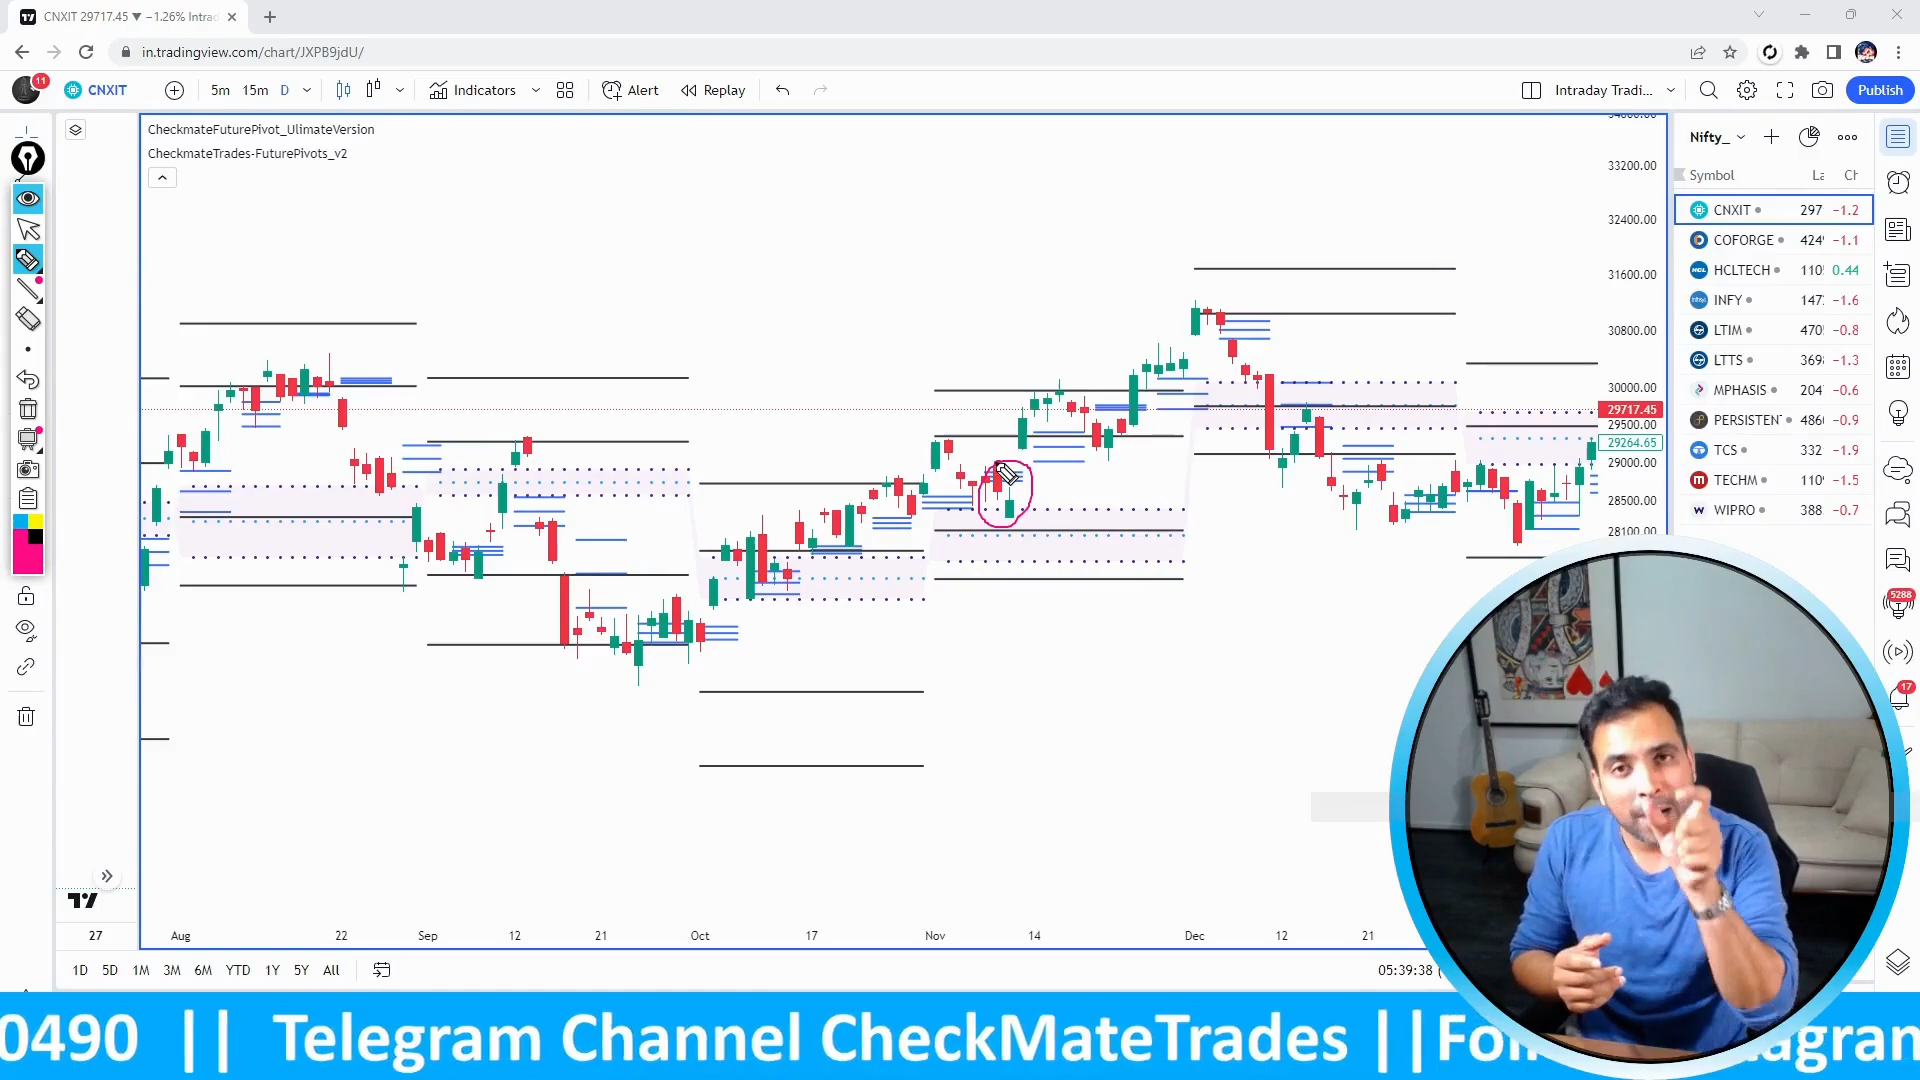 CNXIT 29717.45 ▼ −1.26% Intrad
in.tradingview.com/chart/JXPB9jdU/
11
CNXIT
5m 15m D
Indicators
Alert
Replay
Intraday Tradi...
Publish
CheckmateFuturePivot_UlimateVersion
CheckmateTrades-FuturePivots_v2
33200.00
32400.00
31600.00
30800.00
30000.00
29717.45
29500.00
29264.65
29000.00
28500.00
28100.00
Nifty_
Symbol
CNXIT 297 −1.2
COFORGE 424 −1.1
HCLTECH 110 0.44
INFY 147 −1.6
LTIM 470 −0.8
LTTS 369 −1.3
MPHASIS 204 −0.6
PERSISTENT 486 −0.9
TCS 332 −1.9
TECHM 110 −1.5
WIPRO 388 −0.7
5288
17
27 Aug 22 Sep 12 21 Oct 17 Nov 14 Dec 12 21
1D 5D 1M 3M 6M YTD 1Y 5Y All
05:39:38
0490 || Telegram Channel CheckMateTrades ||Fo tagran